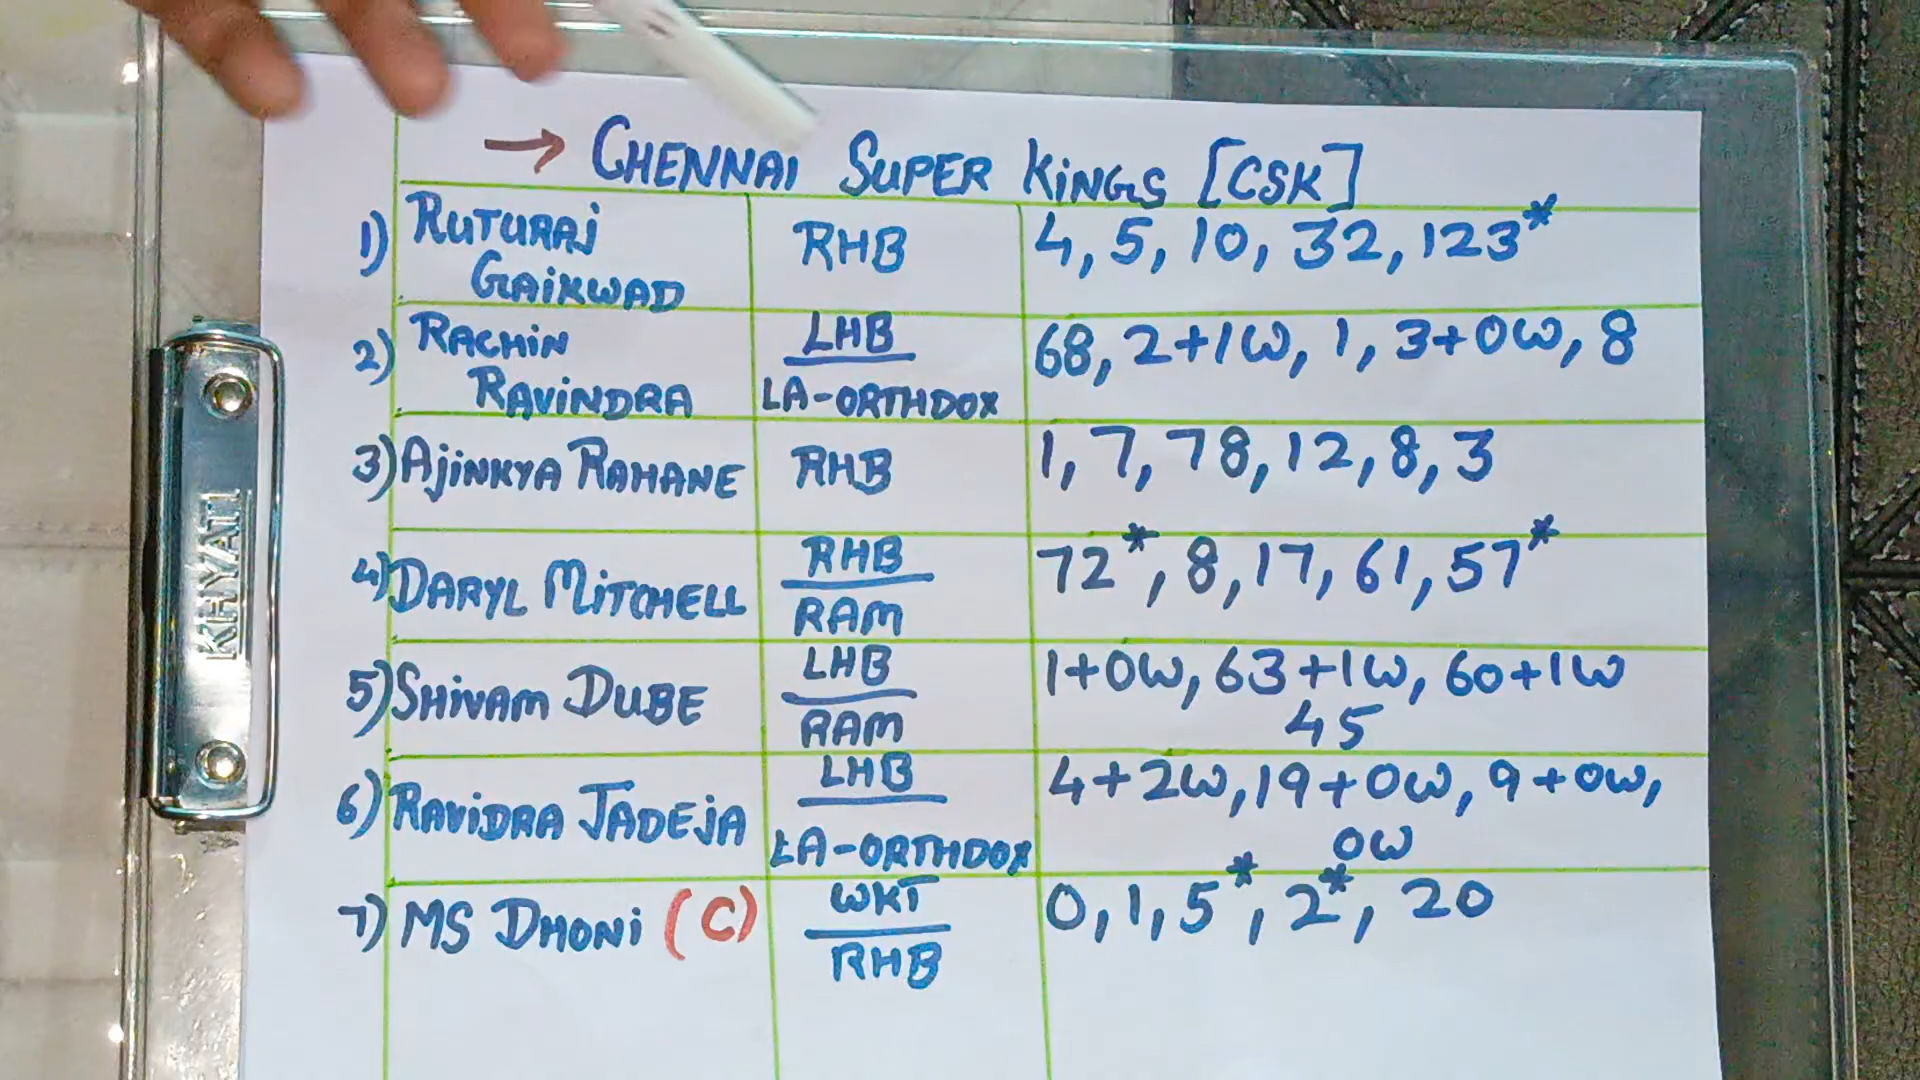 → CHENNAI SUPER KINGS [CSK]
1) RUTURAJ GAIKWAD RHB 4, 5, 10, 32, 123*
2) RACHIN RAVINDRA LHB LA-ORTHDOX 68, 2+1W, 1, 3+0W, 8
3) AJINKYA RAHANE RHB 1, 7, 78, 12, 8, 3
4) DARYL MITCHELL RHB RAM 72*, 8, 17, 61, 57*
5) SHIVAM DUBE LHB RAM 1+0W, 63+1W, 60+1W 45
6) RAVIDRA JADEJA LHB LA-ORTHDOX 4+2W, 19+0W, 9+0W, 0W
7) MS DHONI (C) WKT RHB 0, 1, 5*, 2*, 20
KHYATI